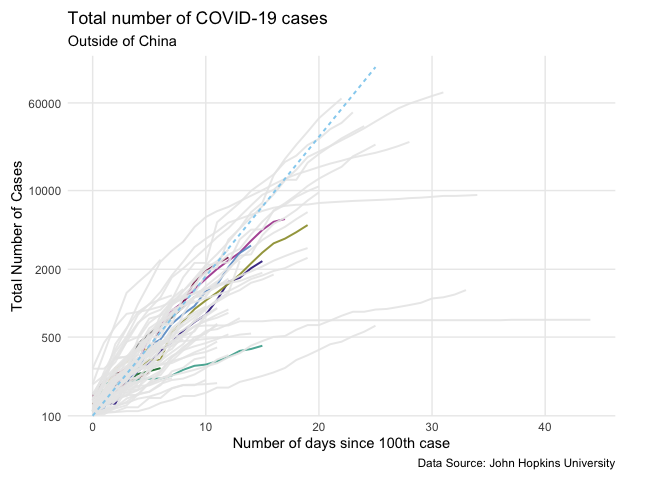 Total number of COVID-19 cases
Outside of China
Total Number of Cases
60000
10000
2000
500
100
0 10 20 30 40
Number of days since 100th case
Data Source: John Hopkins University